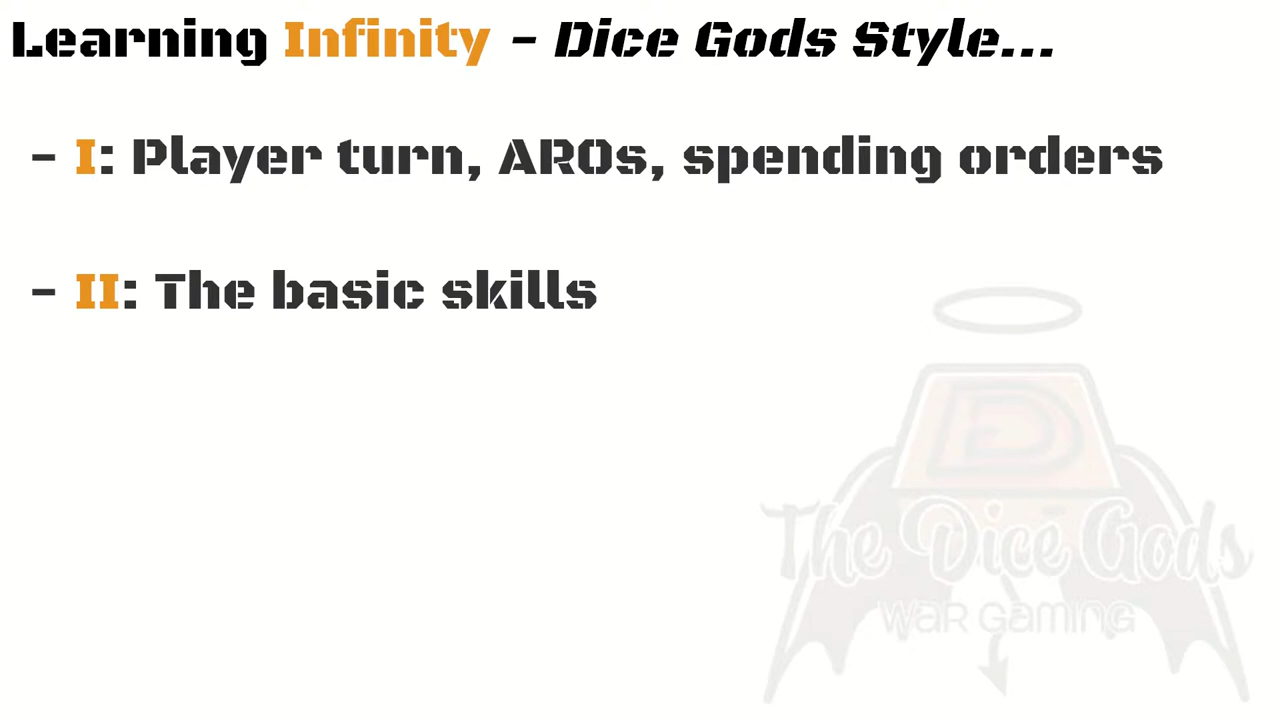 Learning Infinity - Dice Gods Style...
- I: Player turn, AROs, spending orders
- II: The basic skills
D
The Dice Gods
WAR GAMING